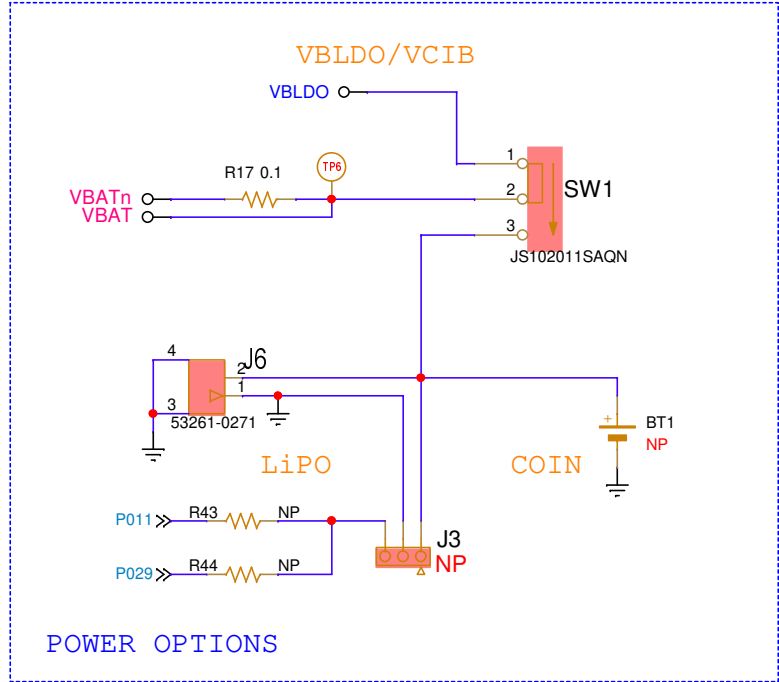 VBLDO/VCIB
VBLDO
1
R17 0.1
TP6
VBATn
2
SW1
VBAT
3
JS102011SAQN
4
J6
2
1
3
53261-0271
+
BT1
NP
LiPO
COIN
P011
R43
NP
J3
NP
P029
R44
NP
POWER OPTIONS